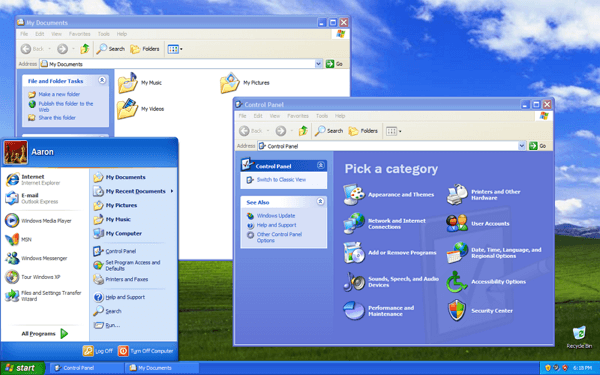 My Documents
File Edit View Favorites Tools Help
Back Search Folders
Address My Documents Go
File and Folder Tasks
Make a new folder
Publish this folder to the
Web
Share this folder
My Music
My Pictures
My Videos
Control Panel
File Edit View Favorites Tools Help
Back Search Folders
Address Control Panel Go
Control Panel
Switch to Classic View
See Also
Windows Update
Help and Support
Other Control Panel
Options
Pick a category
Appearance and Themes
Printers and Other
Hardware
Network and Internet
Connections
User Accounts
Add or Remove Programs
Date, Time, Language, and
Regional Options
Sounds, Speech, and Audio
Devices
Accessibility Options
Performance and
Maintenance
Security Center
Aaron
Internet
Internet Explorer
E-mail
Outlook Express
Windows Media Player
MSN
Windows Messenger
Tour Windows XP
Files and Settings Transfer
Wizard
All Programs
My Documents
My Recent Documents
My Pictures
My Music
My Computer
Control Panel
Set Program Access and
Defaults
Printers and Faxes
Help and Support
Search
Run...
Log Off Turn Off Computer
Recycle Bin
start Control Panel My Documents 6:18 PM